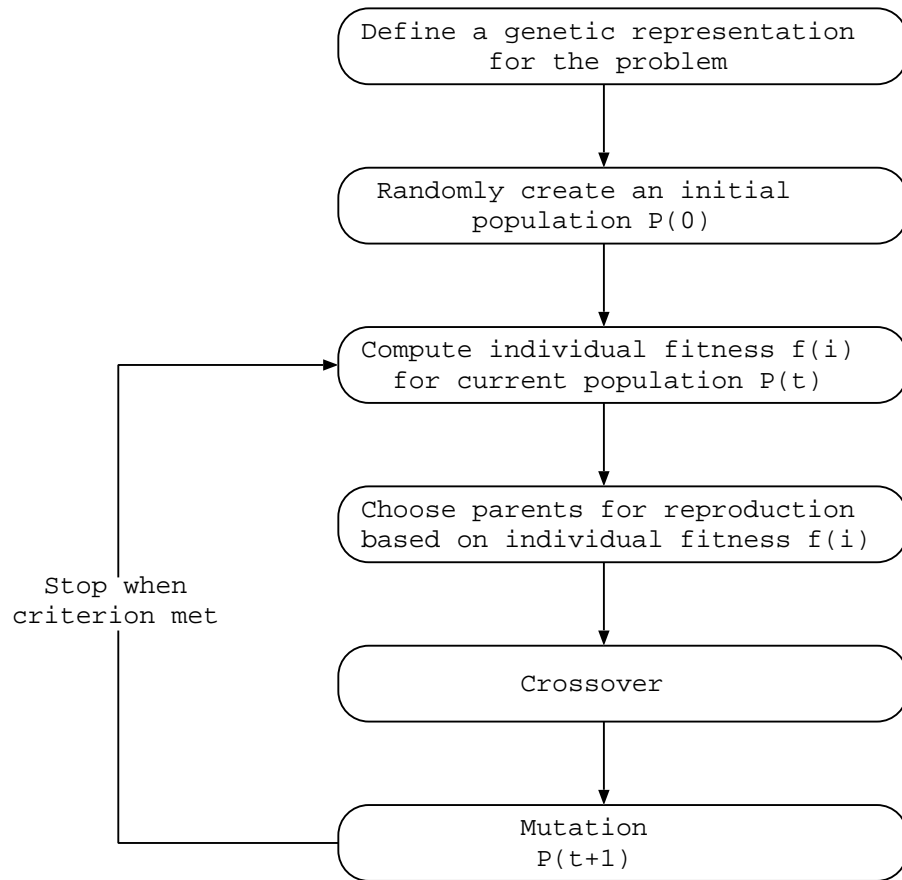 Define a genetic representation
for the problem
Randomly create an initial
population P(0)
Compute individual fitness f(i)
for current population P(t)
Choose parents for reproduction
based on individual fitness f(i)
Stop when
criterion met
Crossover
Mutation
P(t+1)